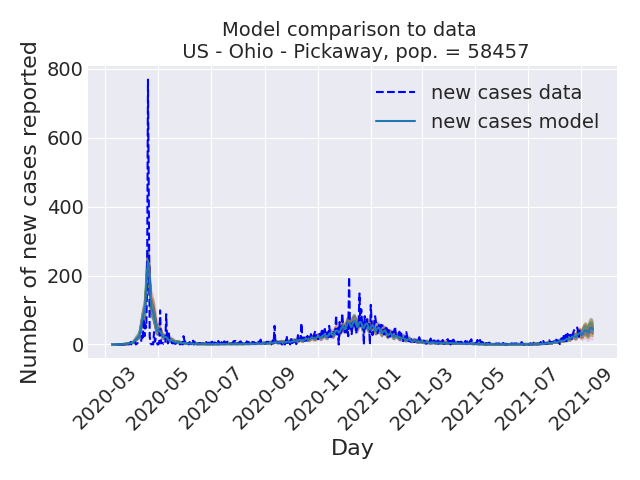 Model comparison to data
US - Ohio - Pickaway, pop. = 58457
Number of new cases reported
800
600
400
200
0
new cases data
new cases model
2020-03
2020-05
2020-07
2020-09
2020-11
2021-01
2021-03
2021-05
2021-07
2021-09
Day